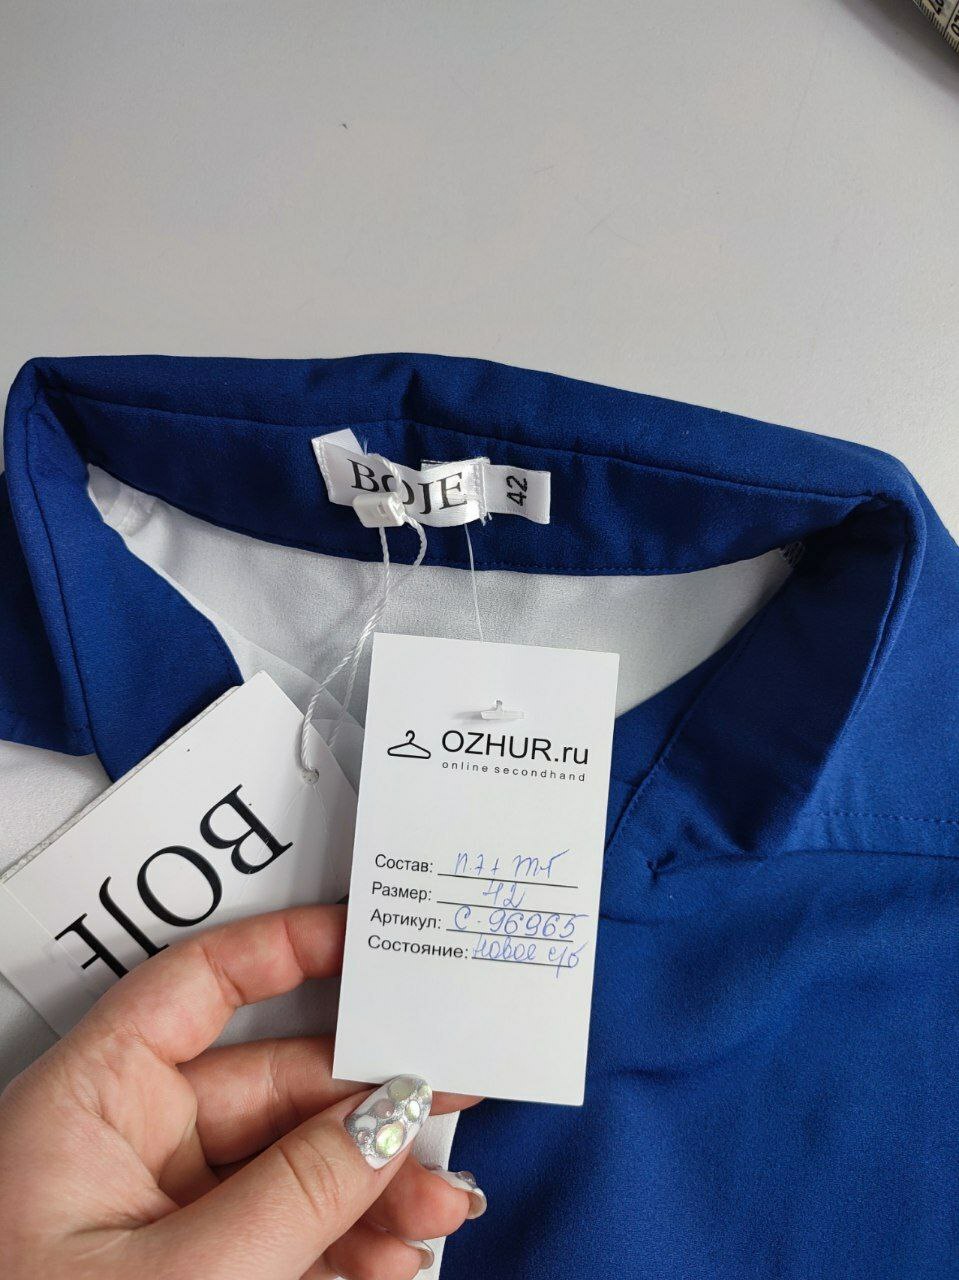 BOJE
42
BOJE
OZHUR.ru
online secondhand
Состав:
Размер: 42
Артикул: С-96965
Состояние: новое с/б